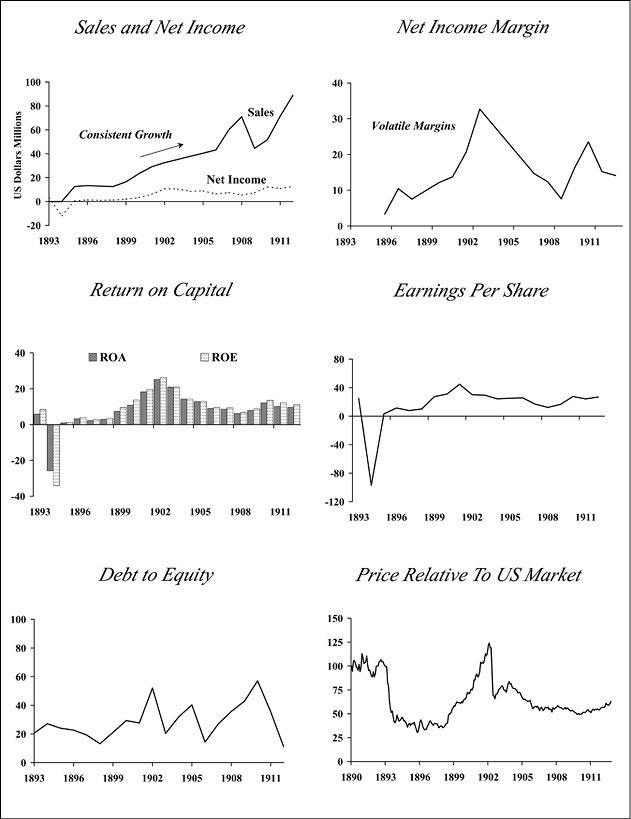 Sales and Net Income
US Dollars Millions
100
80
60
40
20
0
-20
Consistent Growth
Sales
Net Income
1893 1896 1899 1902 1905 1908 1911
Net Income Margin
40
30
20
10
0
Volatile Margins
1893 1896 1899 1902 1905 1908 1911
Return on Capital
40
20
0
-20
-40
ROA ROE
1893 1896 1899 1902 1905 1908 1911
Earnings Per Share
80
40
0
-40
-80
-120
1893 1896 1899 1902 1905 1908 1911
Debt to Equity
100
80
60
40
20
0
1893 1896 1899 1902 1905 1908 1911
Price Relative To US Market
150
125
100
75
50
25
0
1890 1893 1896 1899 1902 1905 1908 1911